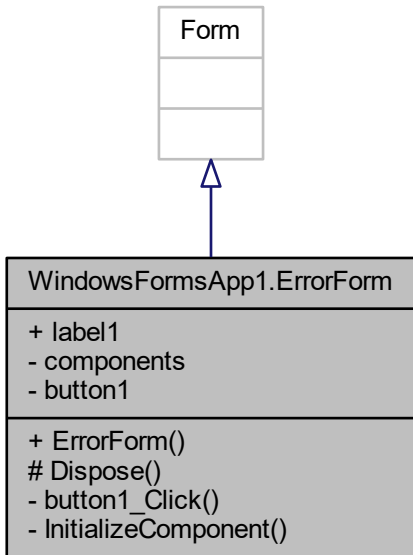 Form
WindowsFormsApp1.ErrorForm
+ label1
- components
- button1
+ ErrorForm()
# Dispose()
- button1_Click()
- InitializeComponent()